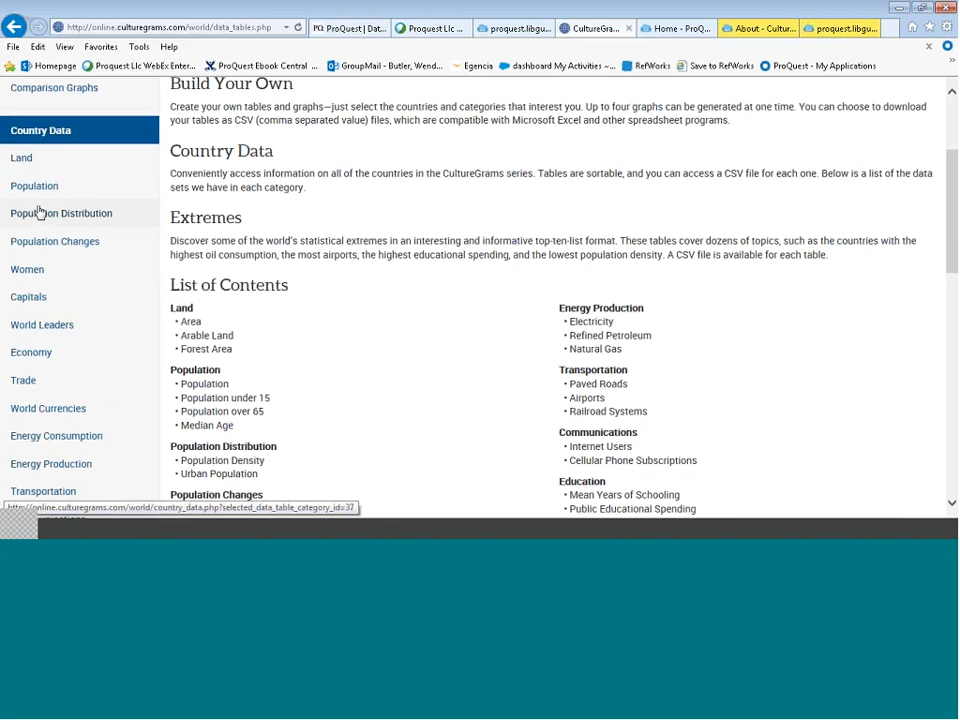 http://online.culturegrams.com/world/data_tables.php
PQ ProQuest | Dat...
Proquest Llc ...
proquest.libgu...
CultureGra...
Home - ProQ...
About - Cultur...
proquest.libgu...
File Edit View Favorites Tools Help
Homepage Proquest Llc WebEx Enter... ProQuest Ebook Central ... GroupMail - Butler, Wend... Egencia dashboard My Activities ~... RefWorks Save to RefWorks ProQuest - My Applications
Comparison Graphs
Country Data
Land
Population
Population Distribution
Population Changes
Women
Capitals
World Leaders
Economy
Trade
World Currencies
Energy Consumption
Energy Production
Transportation
Build Your Own
Create your own tables and graphs—just select the countries and categories that interest you. Up to four graphs can be generated at one time. You can choose to download
your tables as CSV (comma separated value) files, which are compatible with Microsoft Excel and other spreadsheet programs.
Country Data
Conveniently access information on all of the countries in the CultureGrams series. Tables are sortable, and you can access a CSV file for each one. Below is a list of the data
sets we have in each category.
Extremes
Discover some of the world's statistical extremes in an interesting and informative top-ten-list format. These tables cover dozens of topics, such as the countries with the
highest oil consumption, the most airports, the highest educational spending, and the lowest population density. A CSV file is available for each table.
List of Contents
Land
• Area
• Arable Land
• Forest Area
Population
• Population
• Population under 15
• Population over 65
• Median Age
Population Distribution
• Population Density
• Urban Population
Population Changes
Energy Production
• Electricity
• Refined Petroleum
• Natural Gas
Transportation
• Paved Roads
• Airports
• Railroad Systems
Communications
• Internet Users
• Cellular Phone Subscriptions
Education
• Mean Years of Schooling
• Public Educational Spending
http://online.culturegrams.com/world/country_data.php?selected_data_table_category_id=37